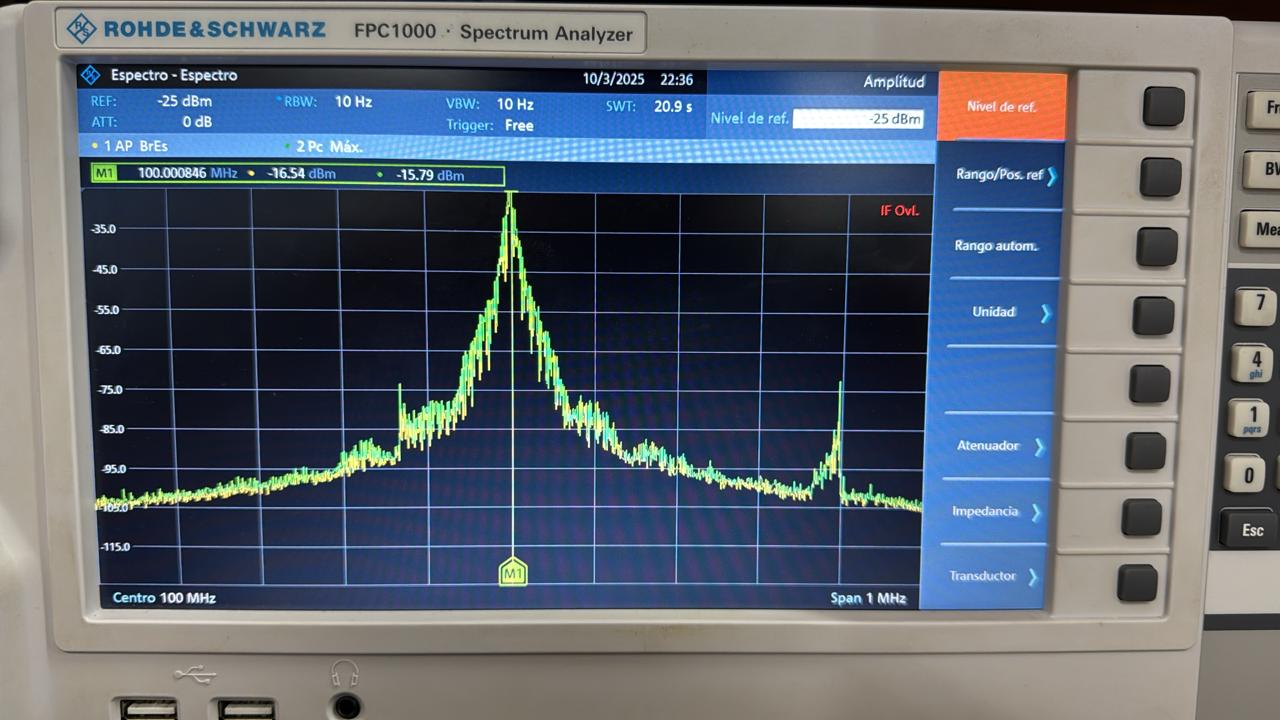 ROHDE&SCHWARZ FPC1000 · Spectrum Analyzer
Espectro - Espectro 10/3/2025 22:36 Amplitud
REF: -25 dBm RBW: 10 Hz VBW: 10 Hz SWT: 20.9 s
ATT: 0 dB Trigger: Free
Nivel de ref. -25 dBm
1 AP BrEs 2 Pc Máx.
M1 100.000846 MHz -16.54 dBm -15.79 dBm
IF Ovl.
-35.0
-45.0
-55.0
-65.0
-75.0
-85.0
-95.0
-105.0
-115.0
M1
Centro 100 MHz Span 1 MHz
Nivel de ref.
Rango/Pos. ref
Rango autom.
Unidad
Atenuador
Impedancia
Transductor
7
4
ghi
1
pqrs
0
Esc